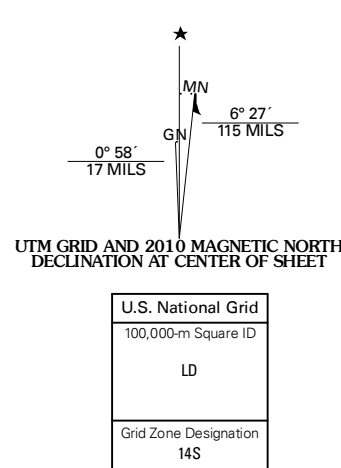 ★
MN
6° 27´
115 MILS
GN
0° 58´
17 MILS
UTM GRID AND 2010 MAGNETIC NORTH
DECLINATION AT CENTER OF SHEET
U.S. National Grid
100,000-m Square ID
LD
Grid Zone Designation
14S